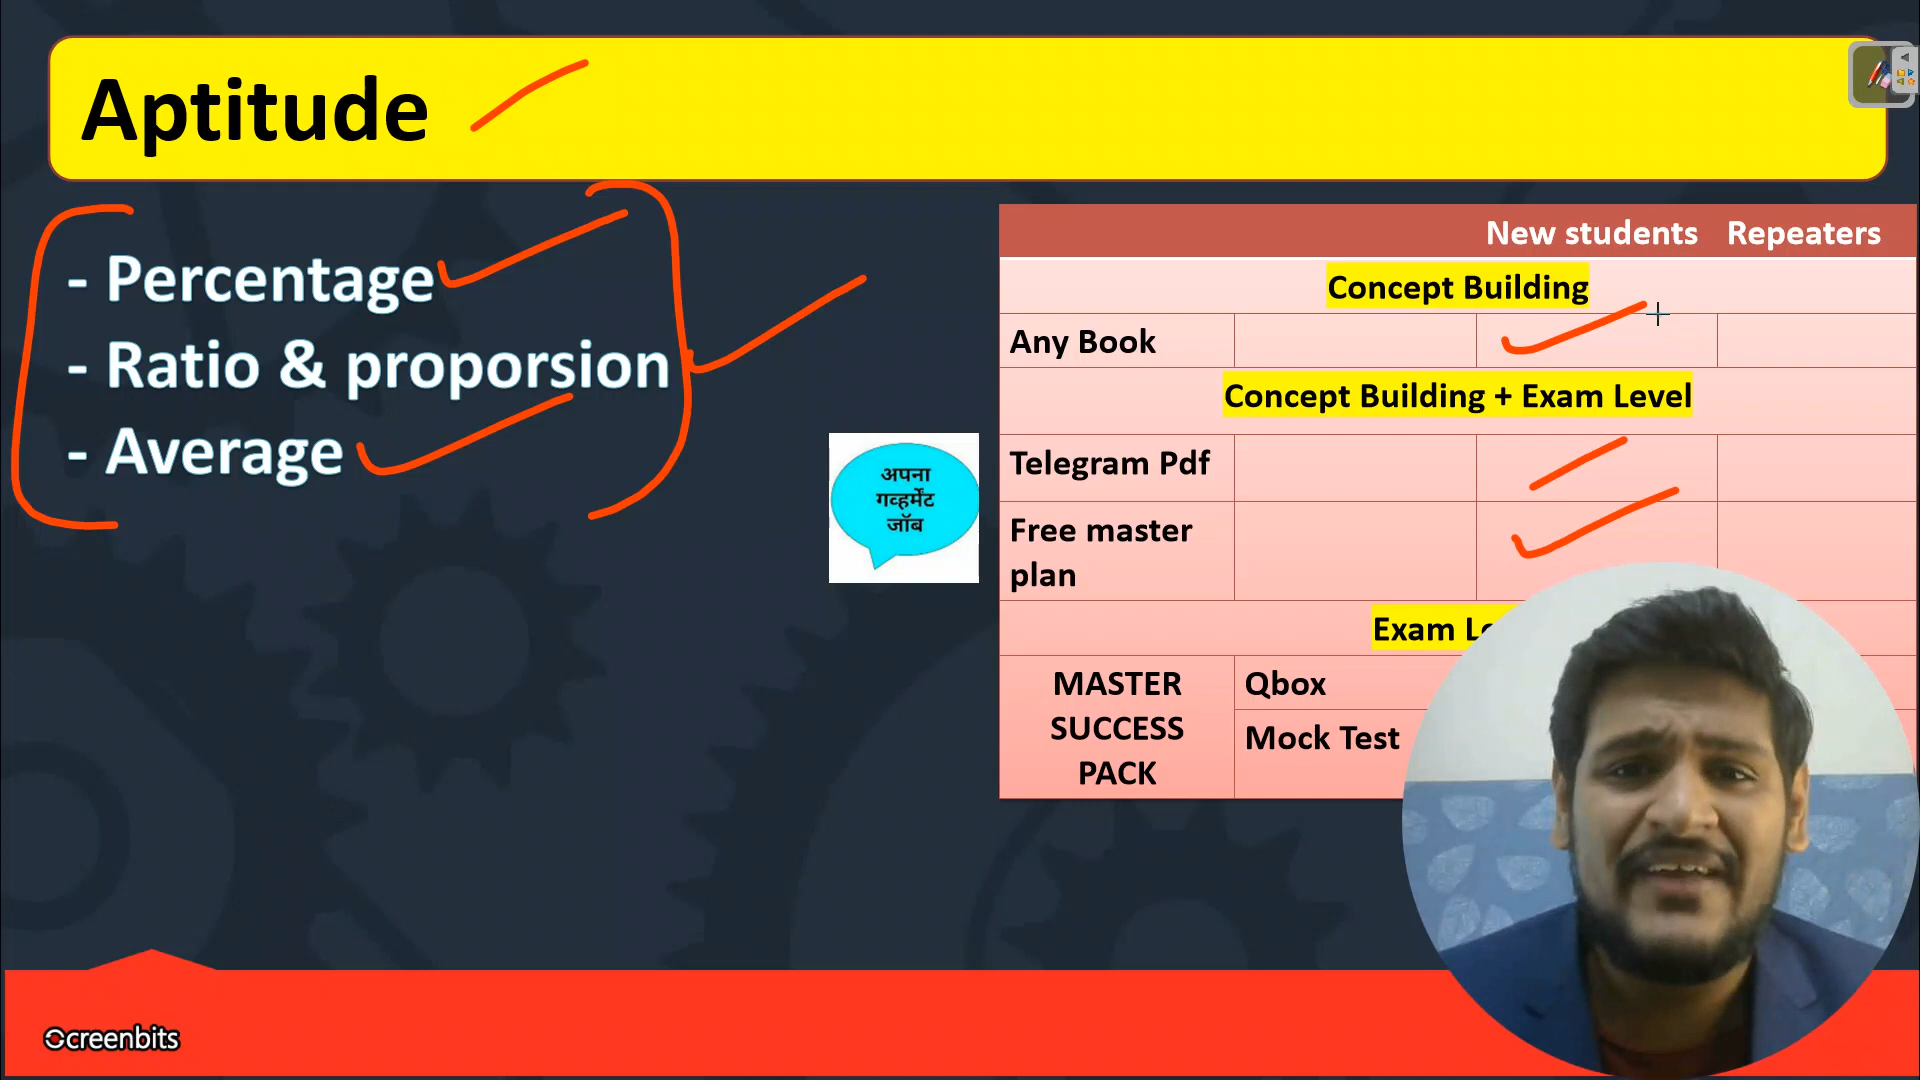 Aptitude
- Percentage
- Ratio & proporsion
- Average
अपना
गव्हर्मेंट
जॉब
New students Repeaters
Concept Building
Any Book
Concept Building + Exam Level
Telegram Pdf
Free master
plan
Exam
MASTER
SUCCESS
PACK
Qbox
Mock Test
Screenbits